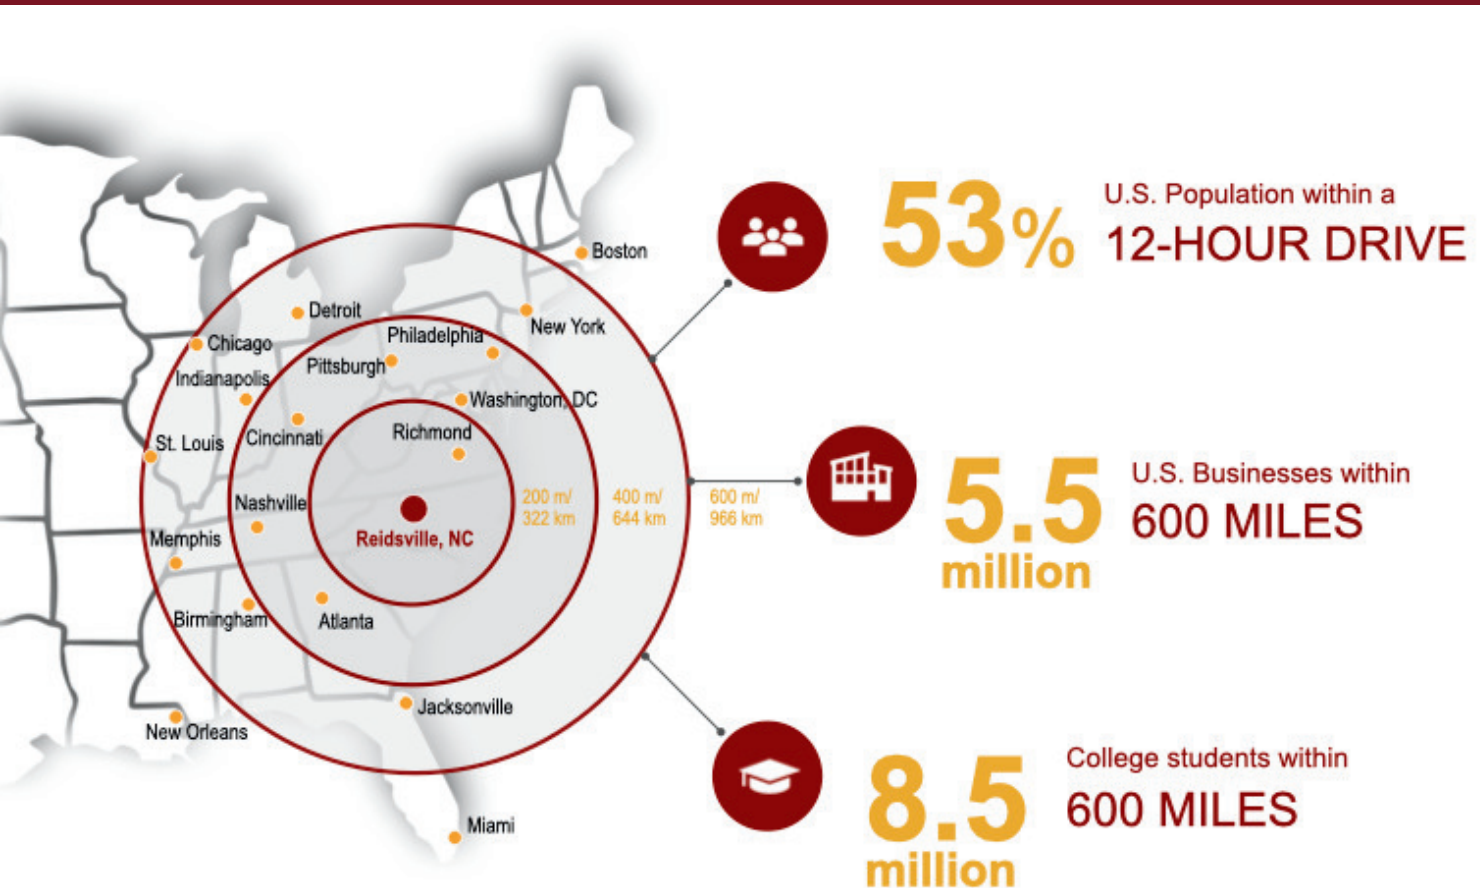 Boston
Detroit
New York
Philadelphia
Chicago
Pittsburgh
Indianapolis
Washington, DC
Richmond
Cincinnati
St. Louis
Nashville
200 m/
322 km
400 m/
644 km
600 m/
966 km
Memphis
Reidsville, NC
Birmingham
Atlanta
Jacksonville
New Orleans
Miami
53%
U.S. Population within a
12-HOUR DRIVE
5.5
million
U.S. Businesses within
600 MILES
8.5
million
College students within
600 MILES